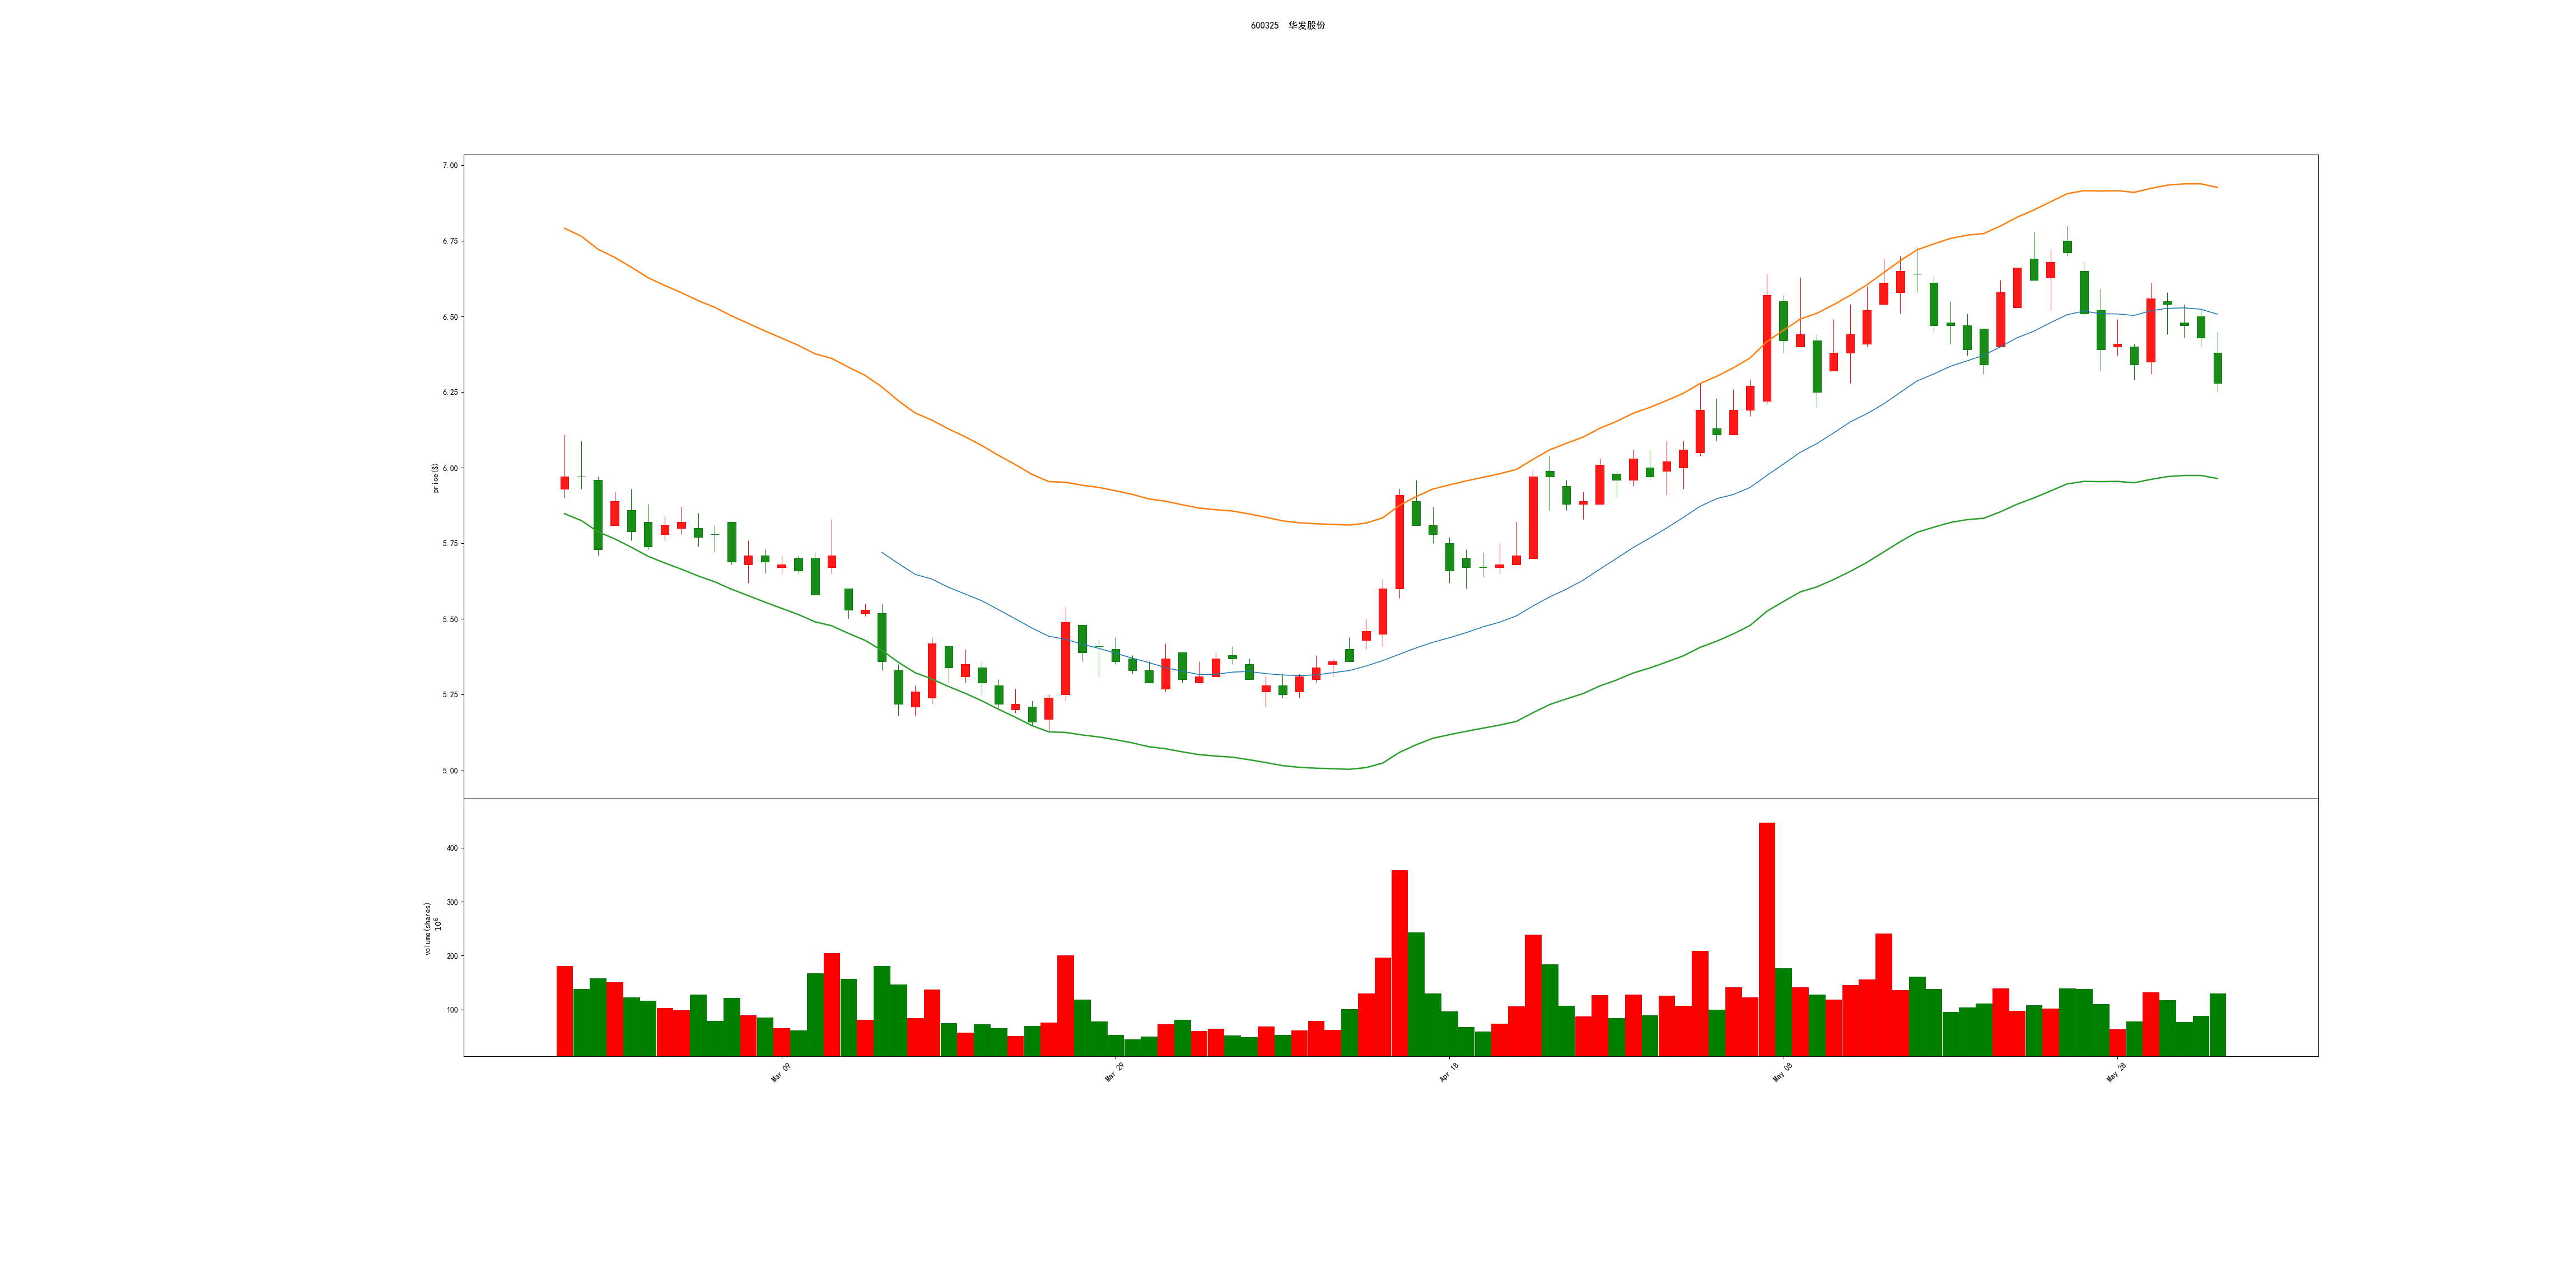 600325 华发股份
7.00
6.75
6.50
6.25
6.00
5.75
5.50
5.25
5.00
price($)
400
300
200
100
volume(shares)
10^6
Mar 09
Mar 29
Apr 18
May 08
May 28